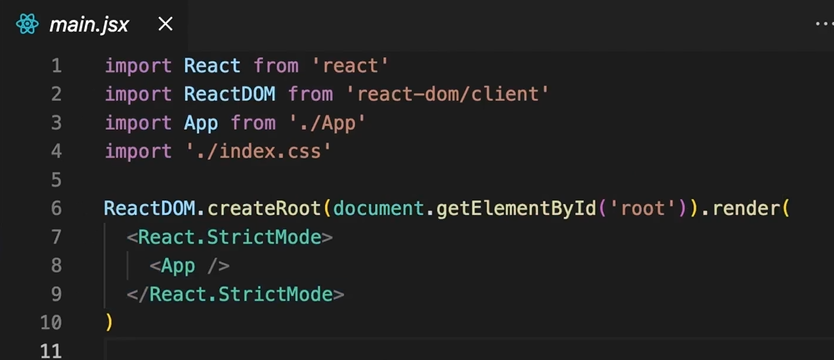 main.jsx
1 import React from 'react'
2 import ReactDOM from 'react-dom/client'
3 import App from './App'
4 import './index.css'
5
6 ReactDOM.createRoot(document.getElementById('root')).render(
7   <React.StrictMode>
8     <App />
9   </React.StrictMode>
10 )
11